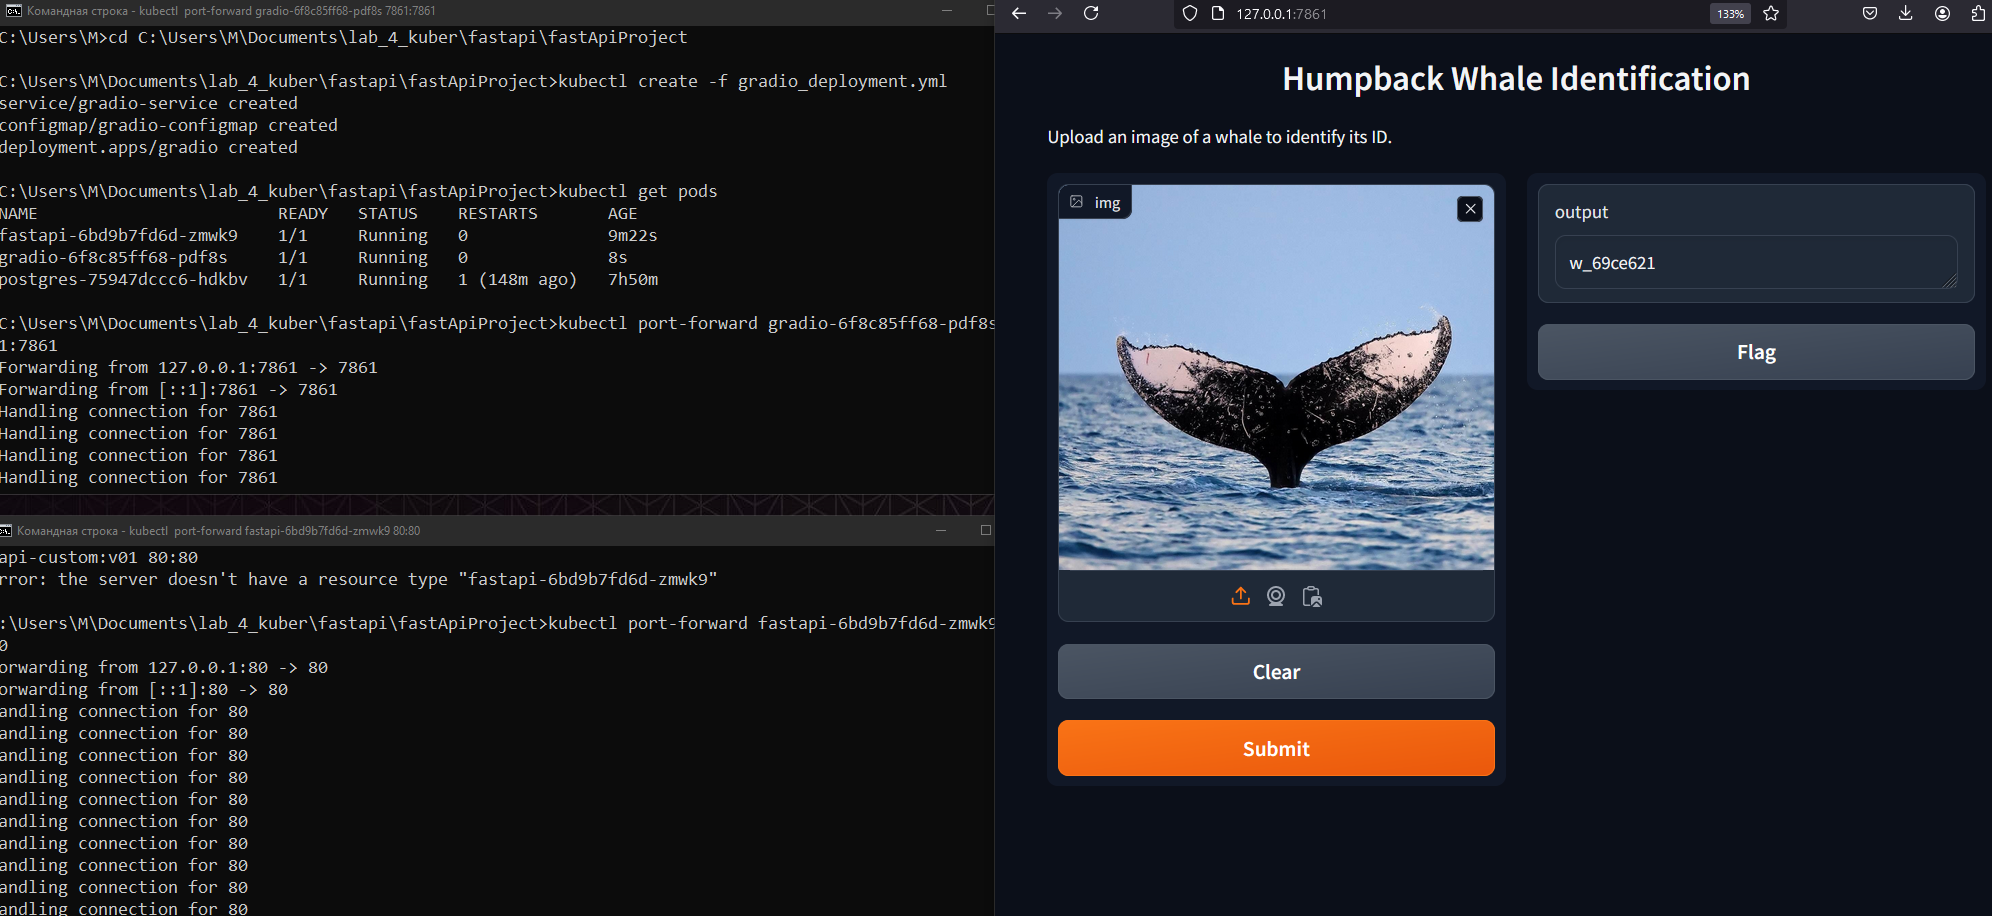 Командная строка - kubectl  port-forward gradio-6f8c85ff68-pdf8s 7861:7861
C:\Users\M>cd C:\Users\M\Documents\lab_4_kuber\fastapi\fastApiProject
C:\Users\M\Documents\lab_4_kuber\fastapi\fastApiProject>kubectl create -f gradio_deployment.yml
service/gradio-service created
configmap/gradio-configmap created
deployment.apps/gradio created
C:\Users\M\Documents\lab_4_kuber\fastapi\fastApiProject>kubectl get pods
NAME                        READY   STATUS    RESTARTS       AGE
fastapi-6bd9b7fd6d-zmwk9    1/1     Running   0              9m22s
gradio-6f8c85ff68-pdf8s     1/1     Running   0              8s
postgres-75947dccc6-hdkbv   1/1     Running   1 (148m ago)   7h50m
C:\Users\M\Documents\lab_4_kuber\fastapi\fastApiProject>kubectl port-forward gradio-6f8c85ff68-pdf8s
1:7861
Forwarding from 127.0.0.1:7861 -> 7861
Forwarding from [::1]:7861 -> 7861
Handling connection for 7861
Handling connection for 7861
Handling connection for 7861
Handling connection for 7861
Командная строка - kubectl  port-forward fastapi-6bd9b7fd6d-zmwk9 80:80
api-custom:v01 80:80
rror: the server doesn't have a resource type "fastapi-6bd9b7fd6d-zmwk9"
:\Users\M\Documents\lab_4_kuber\fastapi\fastApiProject>kubectl port-forward fastapi-6bd9b7fd6d-zmwk9
0
orwarding from 127.0.0.1:80 -> 80
orwarding from [::1]:80 -> 80
andling connection for 80
andling connection for 80
andling connection for 80
andling connection for 80
andling connection for 80
andling connection for 80
andling connection for 80
andling connection for 80
andling connection for 80
andling connection for 80
127.0.0.1:7861
133%
Humpback Whale Identification
Upload an image of a whale to identify its ID.
img
Clear
Submit
output
w_69ce621
Flag